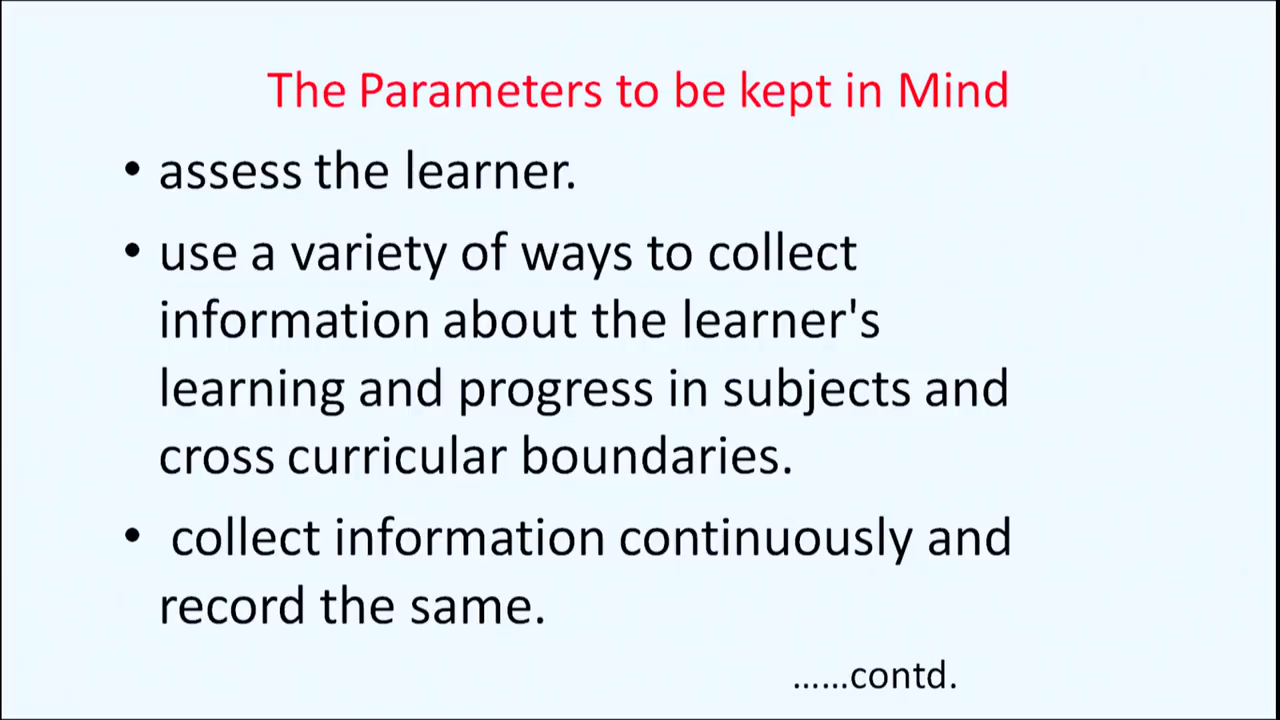 The Parameters to be kept in Mind
• assess the learner.
• use a variety of ways to collect
information about the learner's
learning and progress in subjects and
cross curricular boundaries.
• collect information continuously and
record the same.
......contd.